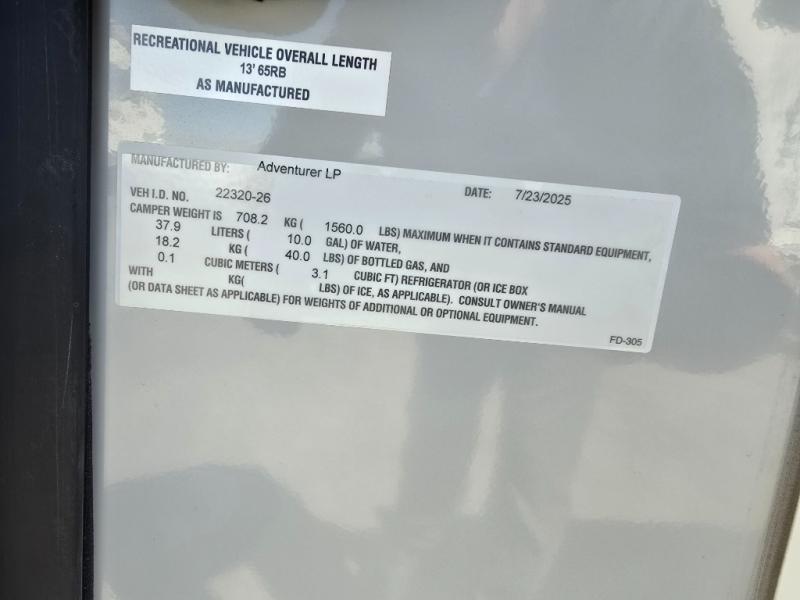 RECREATIONAL VEHICLE OVERALL LENGTH
13' 65RB
AS MANUFACTURED
MANUFACTURED BY: Adventurer LP DATE: 7/23/2025
VEH I.D. NO. 22320-26
CAMPER WEIGHT IS 708.2 KG ( 1560.0 LBS) MAXIMUM WHEN IT CONTAINS STANDARD EQUIPMENT,
37.9 LITERS ( 10.0 GAL) OF WATER,
18.2 KG ( 40.0 LBS) OF BOTTLED GAS, AND
0.1 CUBIC METERS ( 3.1 CUBIC FT) REFRIGERATOR (OR ICE BOX
WITH KG( LBS) OF ICE, AS APPLICABLE). CONSULT OWNER'S MANUAL
(OR DATA SHEET AS APPLICABLE) FOR WEIGHTS OF ADDITIONAL OR OPTIONAL EQUIPMENT.
FD-305